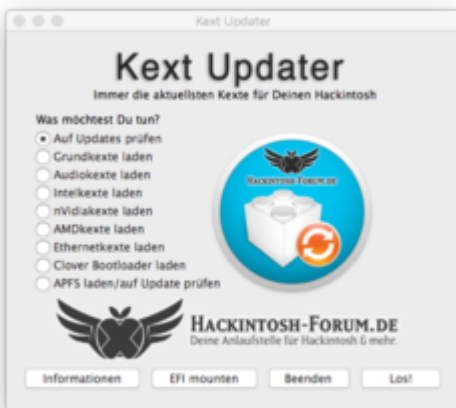 Kext Updater
Kext Updater
Immer die aktuellsten Kexte für Deinen Hackintosh
Was möchtest Du tun?
Auf Updates prüfen
Grundkexte laden
Audiokexte laden
Intelkexte laden
nVidiakexte laden
AMDkexte laden
Ethernetkexte laden
Clover Bootloader laden
APFS laden/auf Update prüfen
HACKINTOSH-FORUM.DE
HACKINTOSH-FORUM.DE
Deine Anlaufstelle für Hackintosh & mehr.
Informationen
EFI mounten
Beenden
Los!